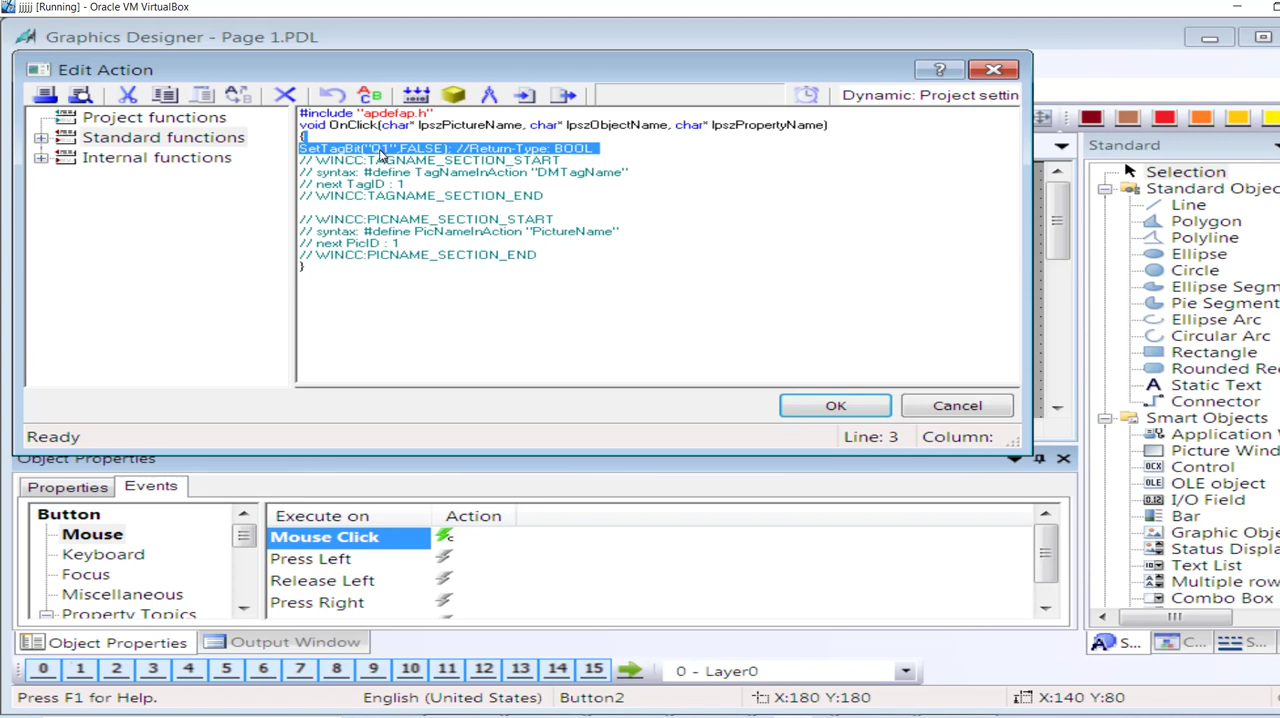 jjjjj [Running] - Oracle VM VirtualBox
Graphics Designer - Page 1.PDL
Edit Action
Dynamic: Project settin
Project functions
Standard functions
Internal functions
#include "apdefap.h"
void OnClick(char* lpszPictureName, char* lpszObjectName, char* lpszPropertyName)
{
SetTagBit("Q1",FALSE); //Return-Type: BOOL
// WINCC:TAGNAME_SECTION_START
// syntax: #define TagNameInAction "DMTagName"
// next TagID : 1
// WINCC:TAGNAME_SECTION_END
// WINCC:PICNAME_SECTION_START
// syntax: #define PicNameInAction "PictureName"
// next PicID : 1
// WINCC:PICNAME_SECTION_END
}
OK
Cancel
Ready
Line: 3
Column:
Standard
Selection
Standard Objec
Line
Polygon
Polyline
Ellipse
Circle
Ellipse Segm
Pie Segment
Ellipse Arc
Circular Arc
Rectangle
Rounded Rec
Static Text
Connector
Smart Objects
Application W
Picture Wind
Control
OLE object
I/O Field
Bar
Graphic Obje
Status Displa
Text List
Multiple row
Combo Box
S...
C...
S...
Object Properties
Properties
Events
Button
Mouse
Keyboard
Focus
Miscellaneous
Property Topics
Execute on
Action
Mouse Click
Press Left
Release Left
Press Right
Object Properties
Output Window
0 1 2 3 4 5 6 7 8 9 10 11 12 13 14 15
0 - Layer0
Press F1 for Help.
English (United States)
Button2
X:180 Y:180
X:140 Y:80